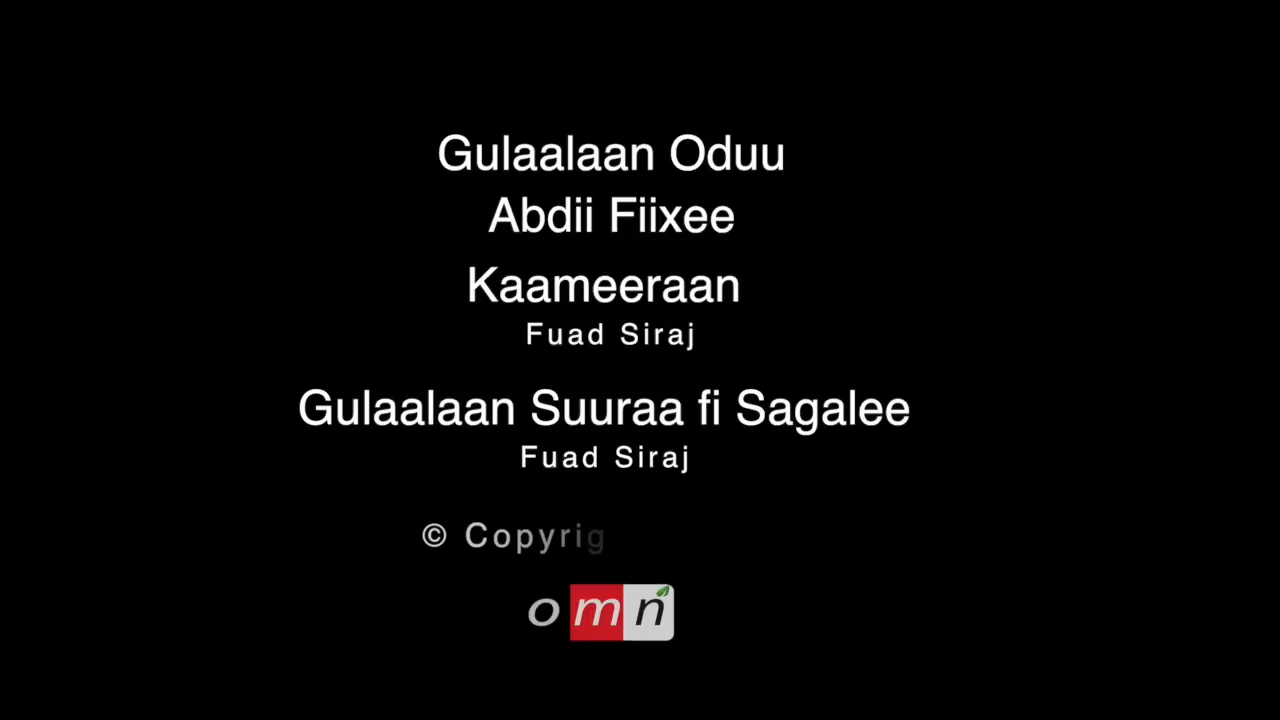 Gulaalaan Oduu
Abdii Fiixee
Kaameeraan
Fuad Siraj
Gulaalaan Suuraa fi Sagalee
Fuad Siraj
© Copyrig
omn